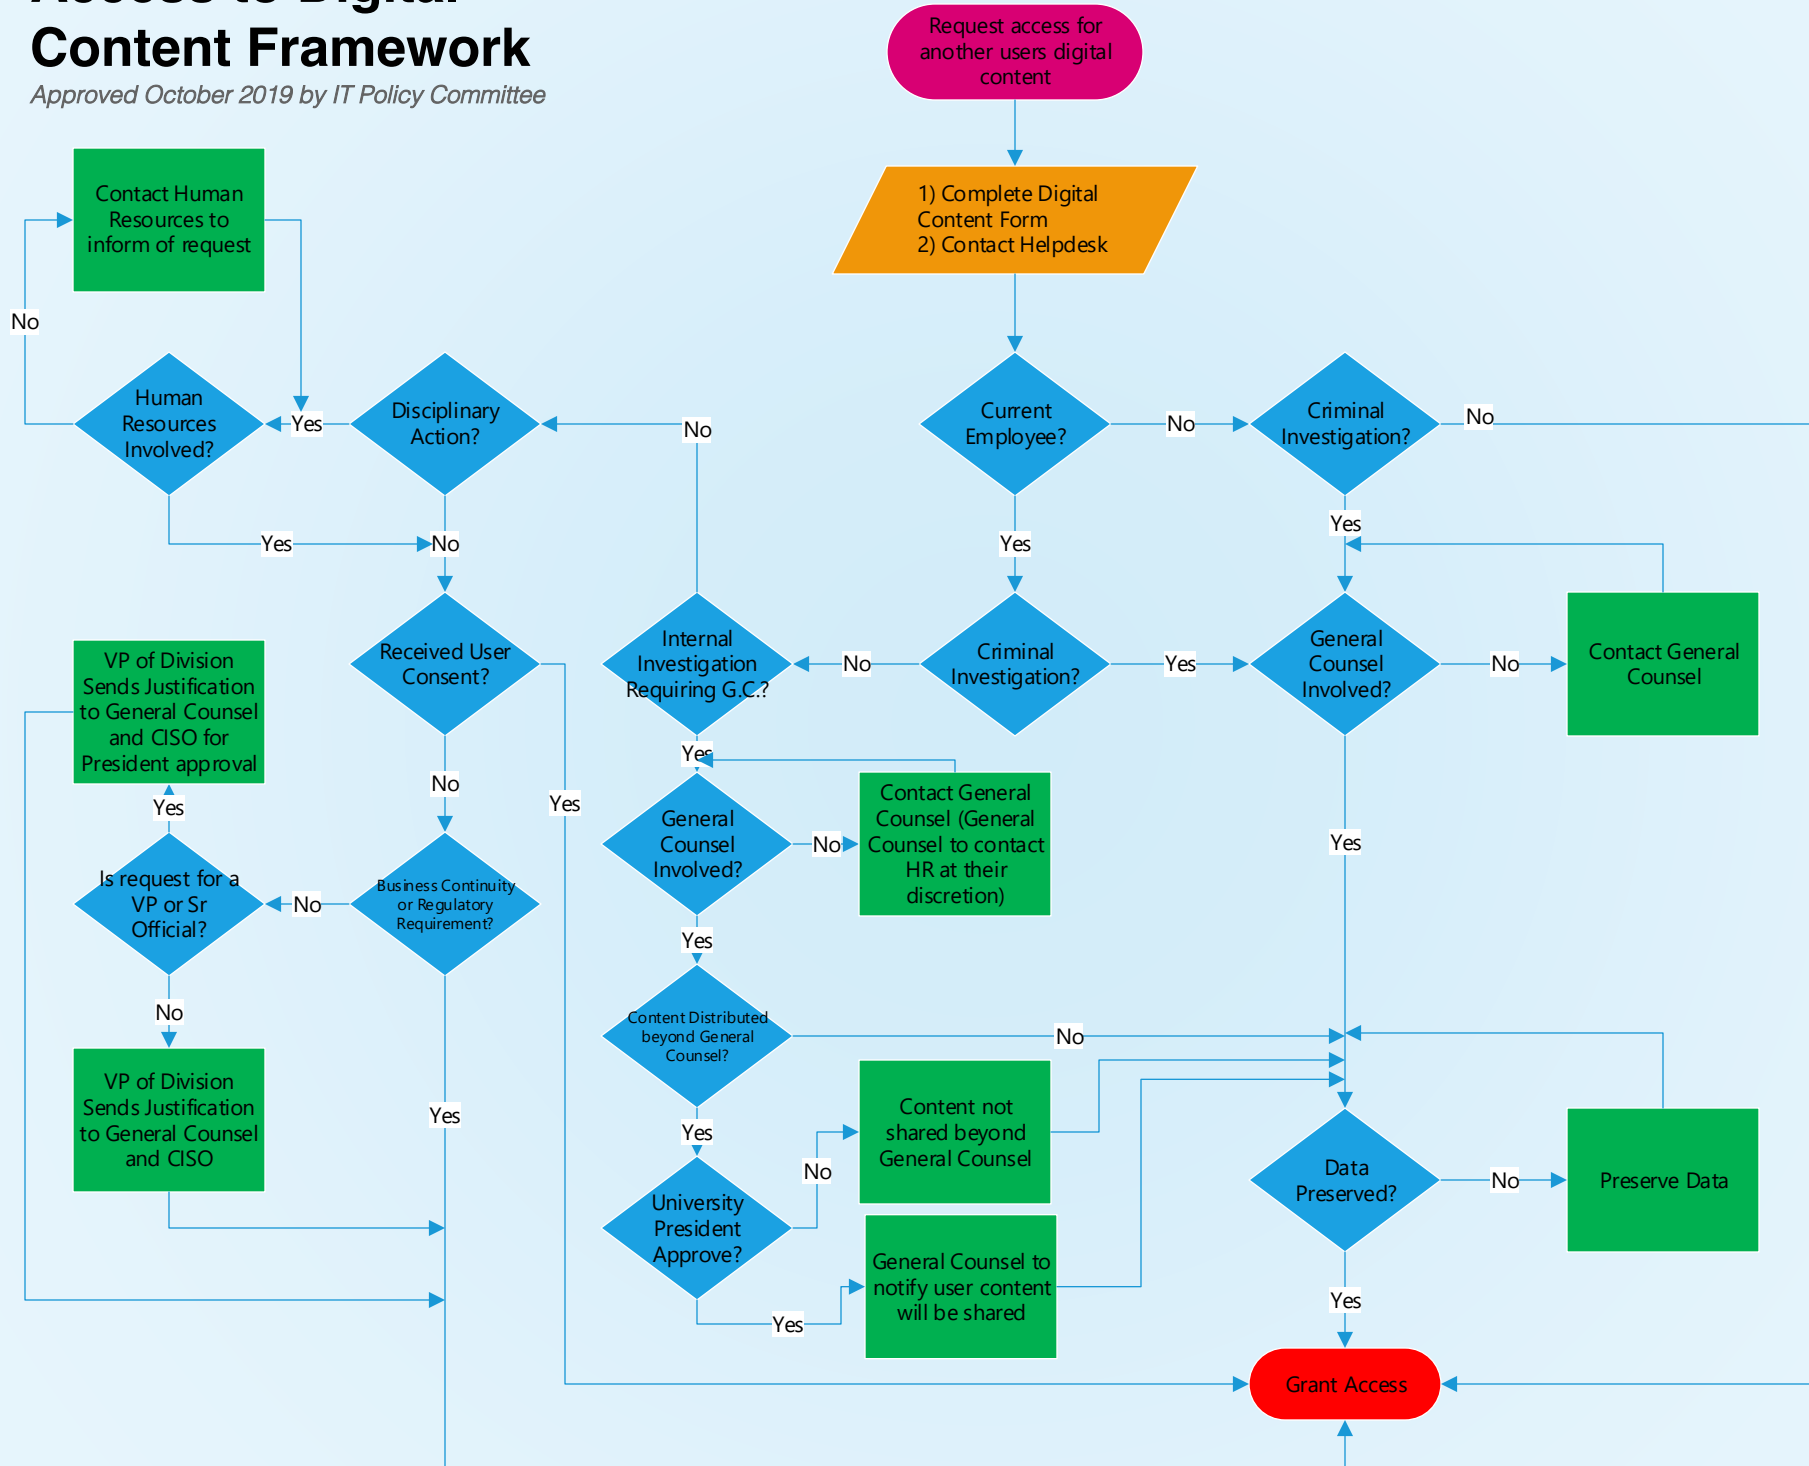 Access to Digital
Content Framework
Approved October 2019 by IT Policy Committee
Request access for
another users digital
content
1) Complete Digital
Content Form
2) Contact Helpdesk
Contact Human
Resources to
inform of request
No
Human
Resources
Involved?
Yes
Disciplinary
Action?
No
Current
Employee?
No
Criminal
Investigation?
No
Yes
No
Yes
Yes
VP of Division
Sends Justification
to General Counsel
and CISO for
President approval
Received User
Consent?
Internal
Investigation
Requiring G.C.?
No
Criminal
Investigation?
Yes
General
Counsel
Involved?
No
Contact General
Counsel
Yes
No
Yes
Yes
Is request for a
VP or Sr
Official?
No
Business Continuity
or Regulatory
Requirement?
General
Counsel
Involved?
No
Contact General
Counsel (General
Counsel to contact
HR at their
discretion)
Yes
Yes
No
Content Distributed
beyond General
Counsel?
No
VP of Division
Sends Justification
to General Counsel
and CISO
Yes
Yes
No
Content not
shared beyond
General Counsel
Data
Preserved?
No
Preserve Data
University
President
Approve?
Yes
General Counsel to
notify user content
will be shared
Yes
Grant Access